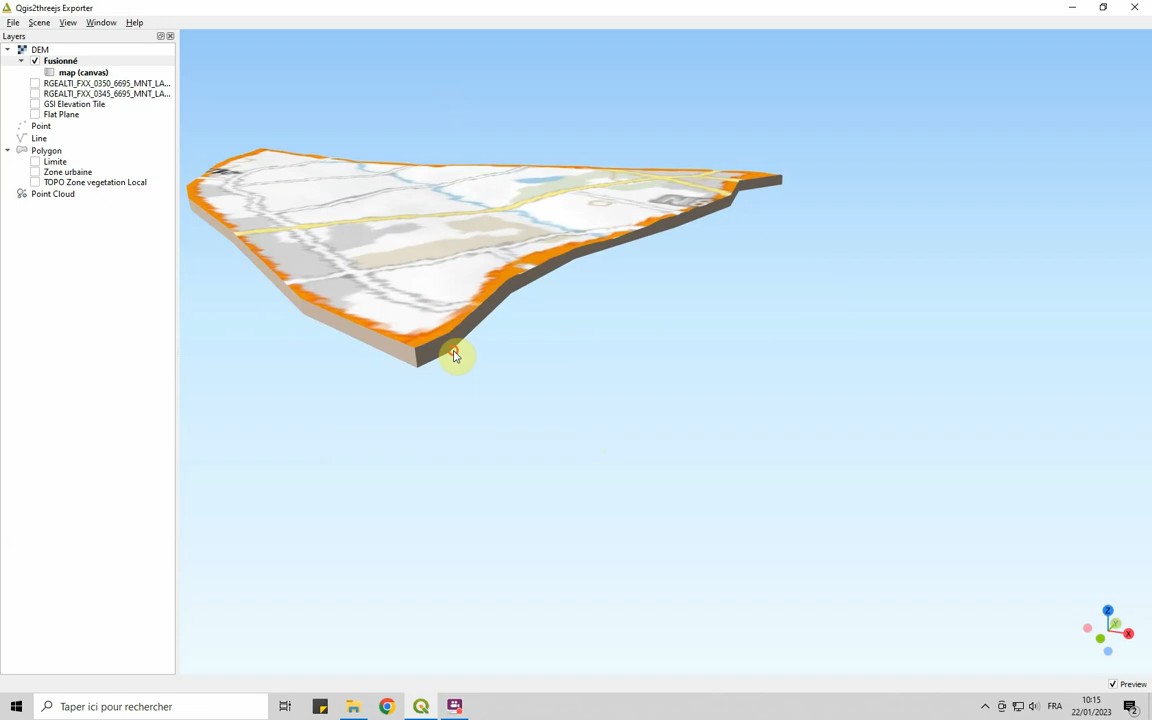 Qgis2threejs Exporter
File Scene View Window Help
Layers
DEM
Fusionné
map (canvas)
RGEALTI_FXX_0350_6695_MNT_LA...
RGEALTI_FXX_0345_6695_MNT_LA...
GSI Elevation Tile
Flat Plane
Point
Line
Polygon
Limite
Zone urbaine
TOPO Zone vegetation Local
Point Cloud
Z
Y
X
Preview
Taper ici pour rechercher
FRA
10:15
22/01/2023
2